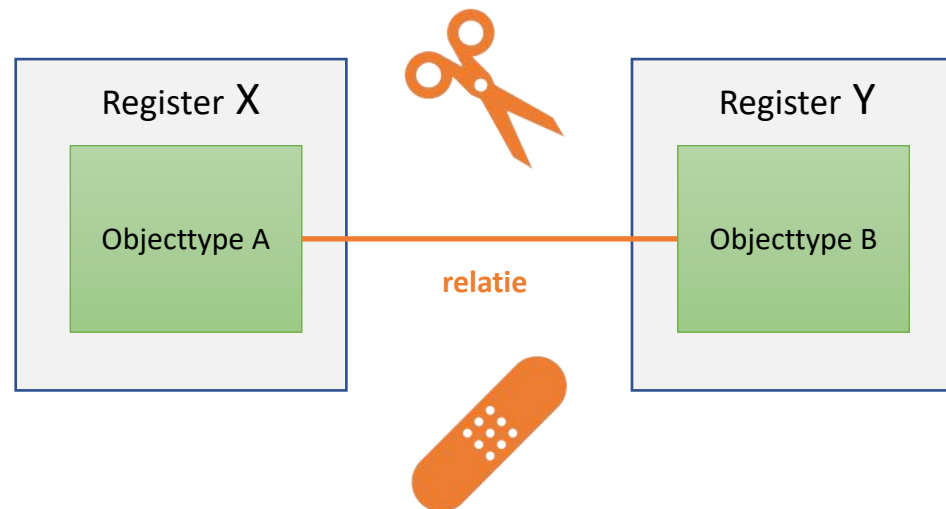 Register X
Register Y
Objecttype A
Objecttype B
relatie